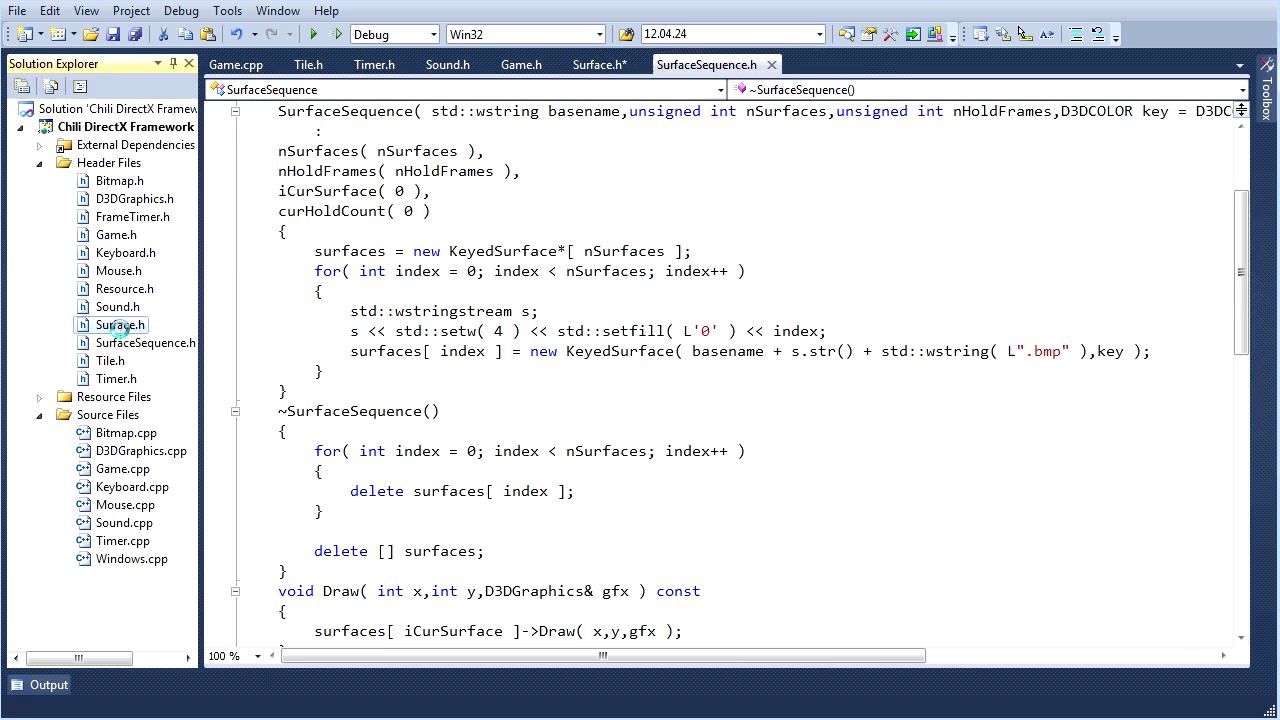 File Edit View Project Debug Tools Window Help
Debug Win32 12.04.24
Solution Explorer
Game.cpp Tile.h Timer.h Sound.h Game.h Surface.h* SurfaceSequence.h
SurfaceSequence ~SurfaceSequence()
Toolbox
Solution 'Chili DirectX Framew
Chili DirectX Framework
External Dependencies
Header Files
Bitmap.h
D3DGraphics.h
FrameTimer.h
Game.h
Keyboard.h
Mouse.h
Resource.h
Sound.h
Surface.h
SurfaceSequence.h
Tile.h
Timer.h
Resource Files
Source Files
Bitmap.cpp
D3DGraphics.cpp
Game.cpp
Keyboard.cpp
Mouse.cpp
Sound.cpp
Timer.cpp
Windows.cpp
SurfaceSequence( std::wstring basename,unsigned int nSurfaces,unsigned int nHoldFrames,D3DCOLOR key = D3DCO
:
nSurfaces( nSurfaces ),
nHoldFrames( nHoldFrames ),
iCurSurface( 0 ),
curHoldCount( 0 )
{
surfaces = new KeyedSurface*[ nSurfaces ];
for( int index = 0; index < nSurfaces; index++ )
{
std::wstringstream s;
s << std::setw( 4 ) << std::setfill( L'0' ) << index;
surfaces[ index ] = new KeyedSurface( basename + s.str() + std::wstring( L".bmp" ),key );
}
}
~SurfaceSequence()
{
for( int index = 0; index < nSurfaces; index++ )
{
delete surfaces[ index ];
}
delete [] surfaces;
}
void Draw( int x,int y,D3DGraphics& gfx ) const
{
surfaces[ iCurSurface ]->Draw( x,y,gfx );
100 %
Output